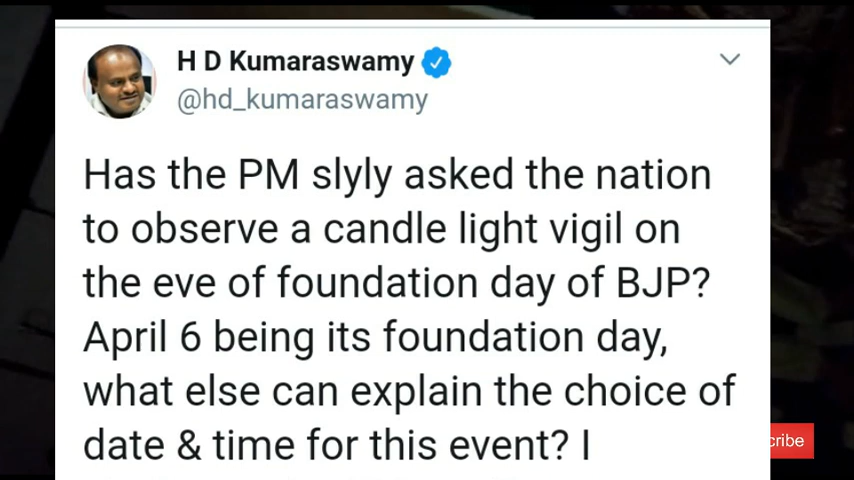 H D Kumaraswamy
@hd_kumaraswamy
Has the PM slyly asked the nation
to observe a candle light vigil on
the eve of foundation day of BJP?
April 6 being its foundation day,
what else can explain the choice of
date & time for this event? I
cribe